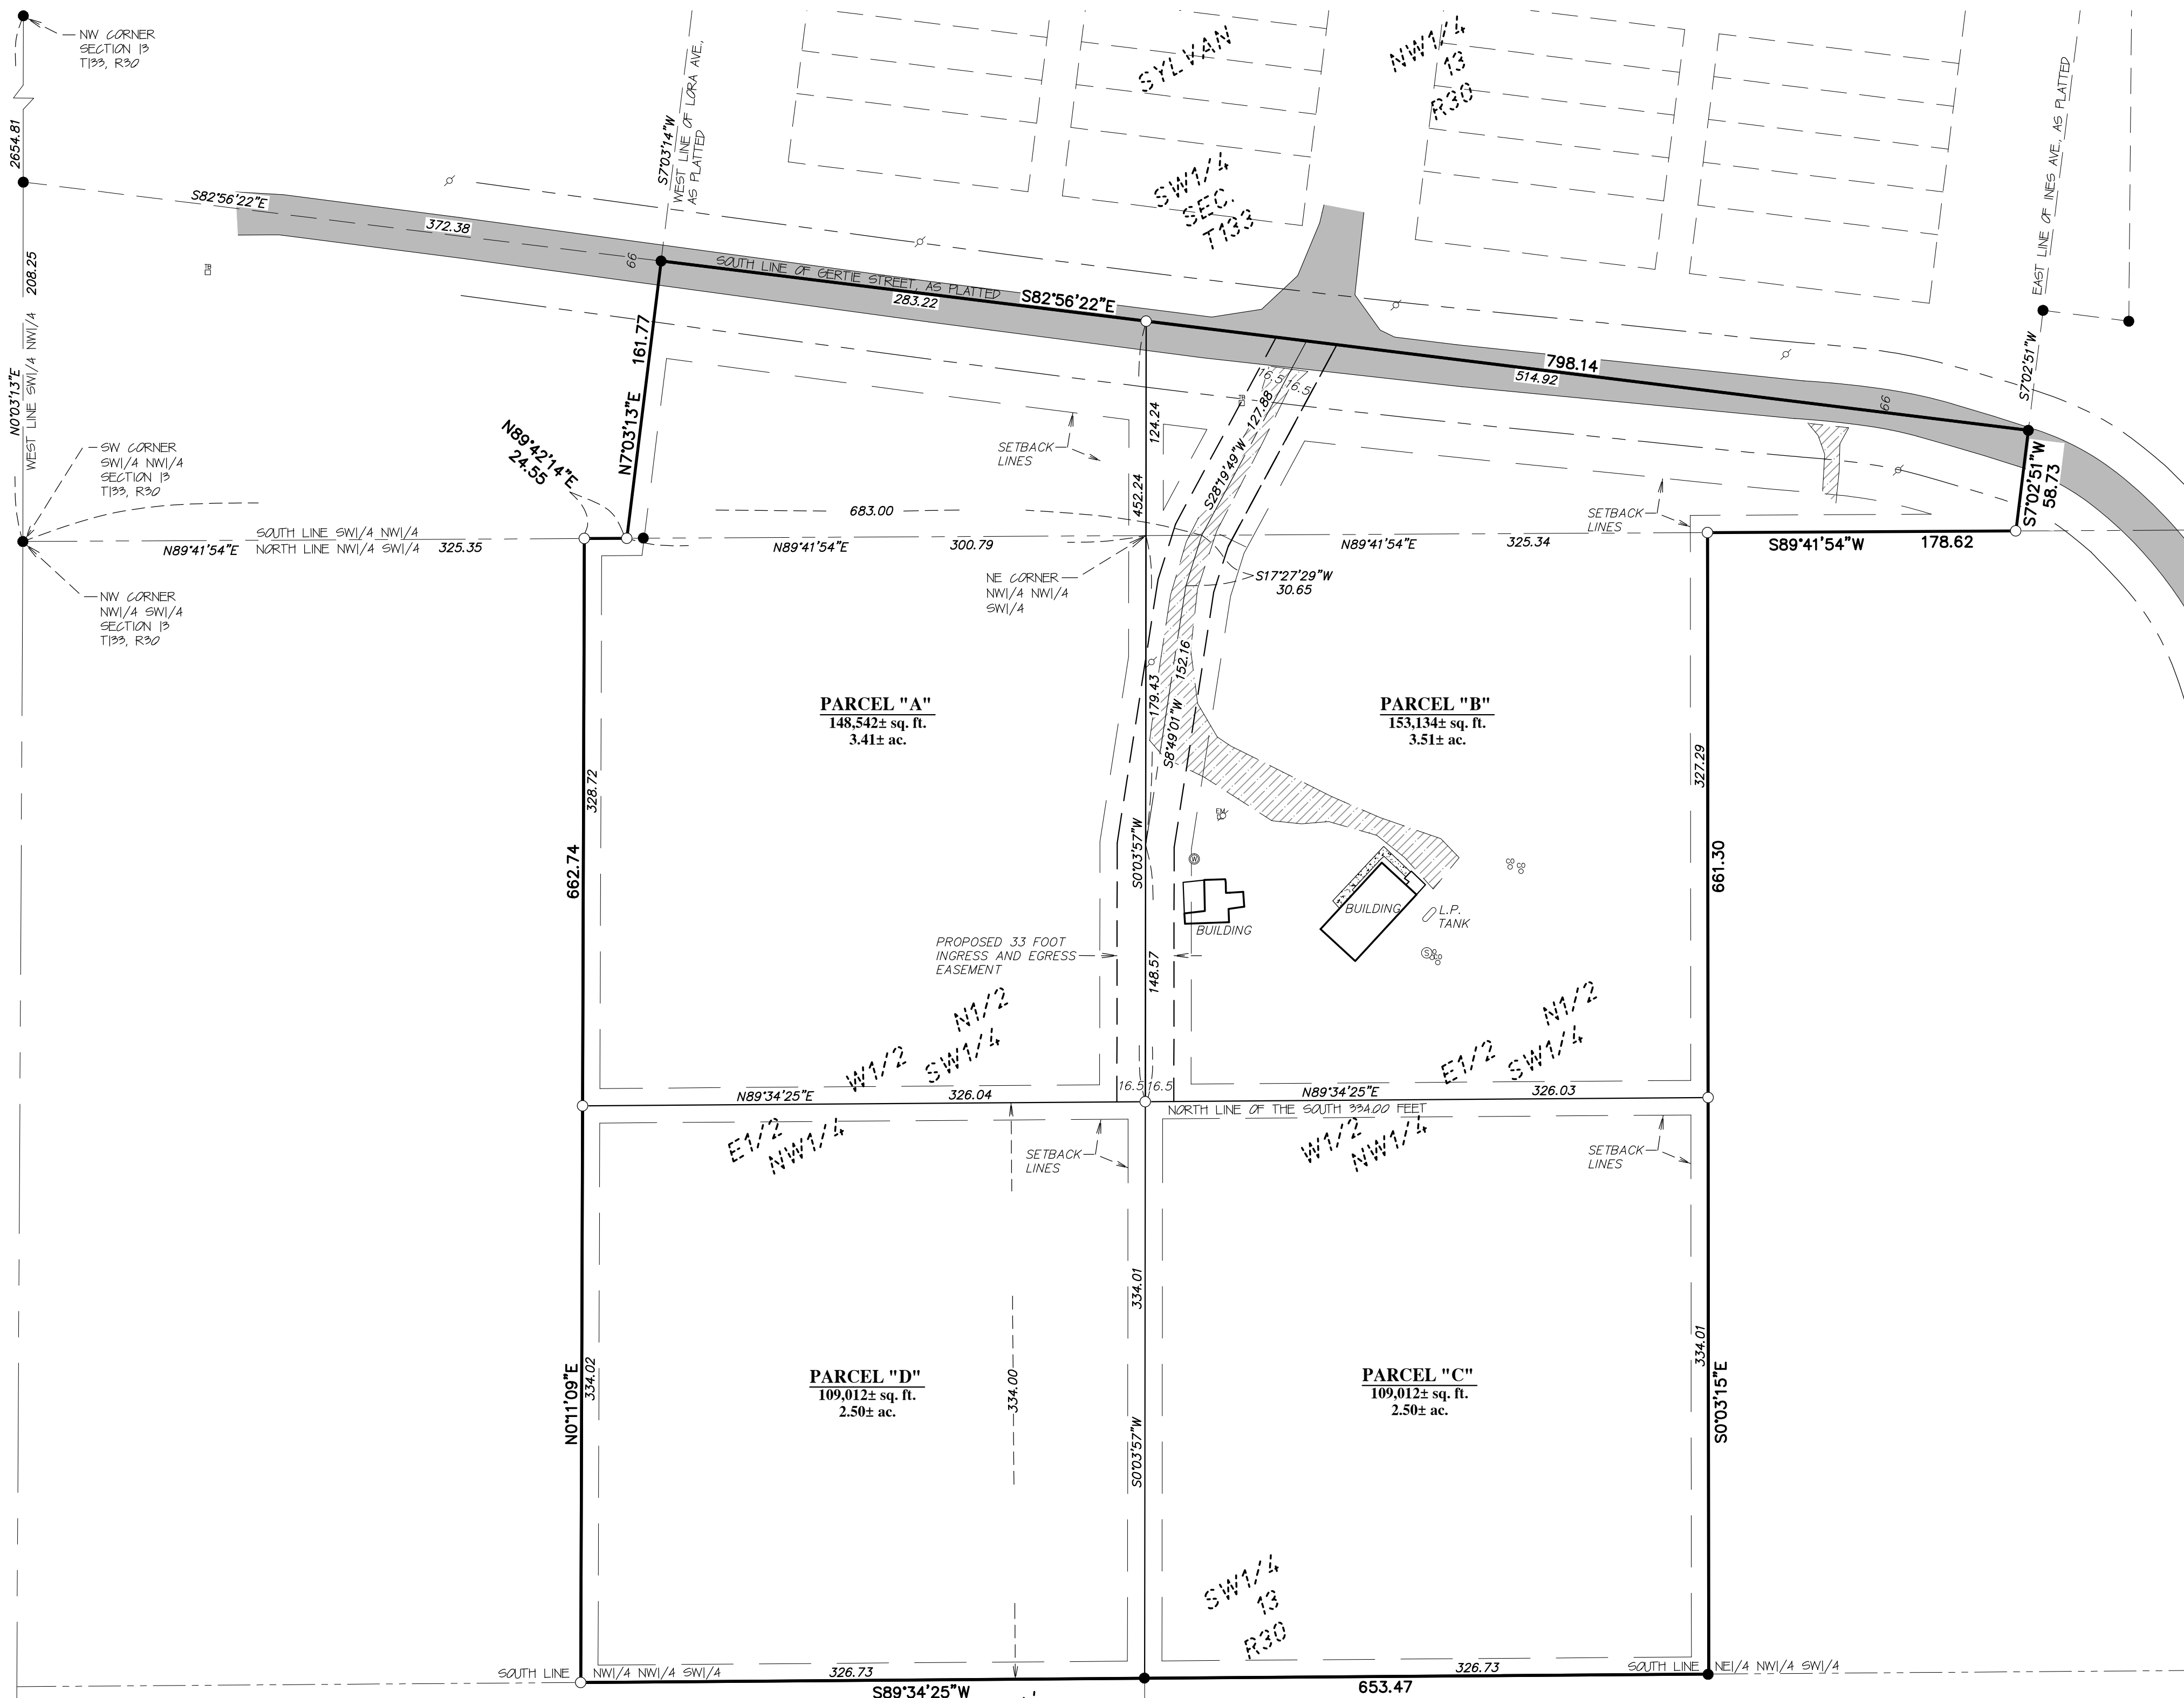 NW CORNER
SECTION 13
T133, R30
2654.81
S82°56'22"E
372.38
66
S7°03'14"W
WEST LINE OF LORA AVE.,
AS PLATTED
SYLVAN
NW1/4
13
R30
SW1/4
SEC.
T133
EAST LINE OF INES AVE., AS PLATTED
TB
208.25
N0°03'13"E
WEST LINE SW1/4 NW1/4
SOUTH LINE OF GERTIE STREET, AS PLATTED
283.22
S82°56'22"E
798.14
514.92
66
S7°02'51"W
161.77
N7°03'13"E
N89°42'14"E
24.55
SW CORNER
SW1/4 NW1/4
SECTION 13
T133, R30
SETBACK
LINES
124.24
452.24
16.5
16.5
TB
S28°19'49"W
127.88
SETBACK
LINES
S7°02'51"W
58.73
683.00
SOUTH LINE SW1/4 NW1/4
N89°41'54"E
NORTH LINE NW1/4 SW1/4
325.35
N89°41'54"E
300.79
N89°41'54"E
325.34
S89°41'54"W
178.62
NW CORNER
NW1/4 SW1/4
SECTION 13
T133, R30
NE CORNER
NW1/4 NW1/4
SW1/4
S17°27'29"W
30.65
PARCEL "A"
148,542± sq. ft.
3.41± ac.
179.43
152.16
S8°49'01"W
PARCEL "B"
153,134± sq. ft.
3.51± ac.
328.72
327.29
662.74
661.30
S0°03'57"W
EM
W
CO
CO
BUILDING
BUILDING
L.P.
TANK
S
CO
PROPOSED 33 FOOT
INGRESS AND EGRESS
EASEMENT
148.57
N1/2
W1/2
SW1/4
N1/2
E1/2
SW1/4
N89°34'25"E
326.04
16.5
16.5
N89°34'25"E
326.03
NORTH LINE OF THE SOUTH 334.00 FEET
E1/2
NW1/4
SETBACK
LINES
W1/2
NW1/4
SETBACK
LINES
334.01
334.02
N0°11'09"E
PARCEL "D"
109,012± sq. ft.
2.50± ac.
334.00
S0°03'57"W
PARCEL "C"
109,012± sq. ft.
2.50± ac.
334.01
S0°03'15"E
SW1/4
13
R30
SOUTH LINE
NW1/4 NW1/4 SW1/4
326.73
326.73
SOUTH LINE
NE1/4 NW1/4 SW1/4
S89°34'25"W
653.47